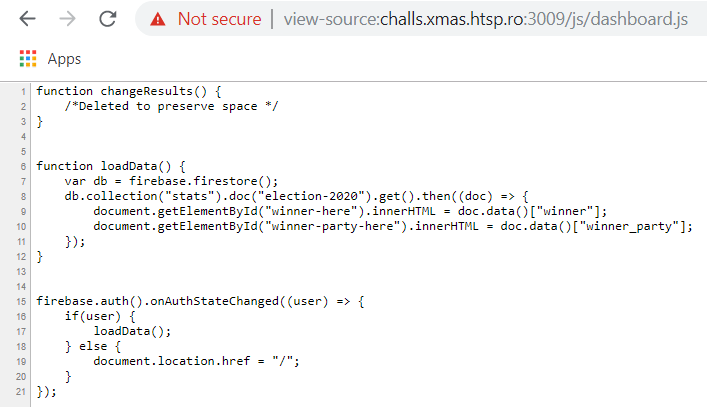 Not secure | view-source:challs.xmas.htsp.ro:3009/js/dashboard.js
Apps
1 function changeResults() {
2     /*Deleted to preserve space */
3 }
4
5
6 function loadData() {
7     var db = firebase.firestore();
8     db.collection("stats").doc("election-2020").get().then((doc) => {
9         document.getElementById("winner-here").innerHTML = doc.data()["winner"];
10         document.getElementById("winner-party-here").innerHTML = doc.data()["winner_party"];
11     });
12 }
13
14
15 firebase.auth().onAuthStateChanged((user) => {
16     if(user) {
17         loadData();
18     } else {
19         document.location.href = "/";
20     }
21 });